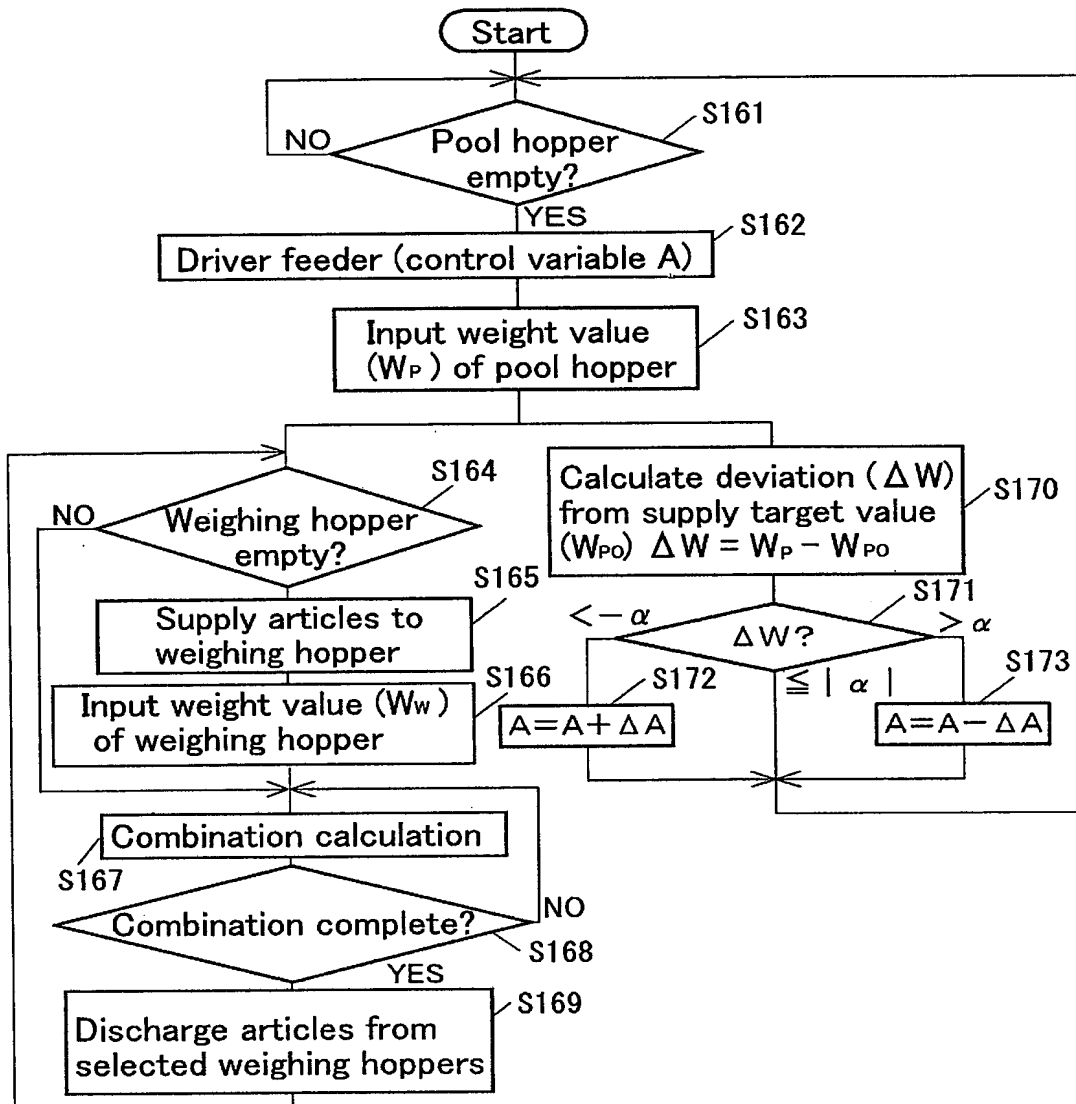 Start
S161
NO
Pool hopper
empty?
YES
S162
Driver feeder (control variable A)
S163
Input weight value
(WP) of pool hopper
S164
NO
Weighing hopper
empty?
S165
Supply articles to
weighing hopper
S166
Input weight value (WW)
of weighing hopper
Combination calculation
S167
Combination complete?
NO
S168
YES
S169
Discharge articles from
selected weighing hoppers
Calculate deviation (ΔW)
from supply target value
(WPO) ΔW = WP − WPO
S170
S171
<−α
ΔW?
>α
≦|α|
S172
A=A+ΔA
S173
A=A−ΔA